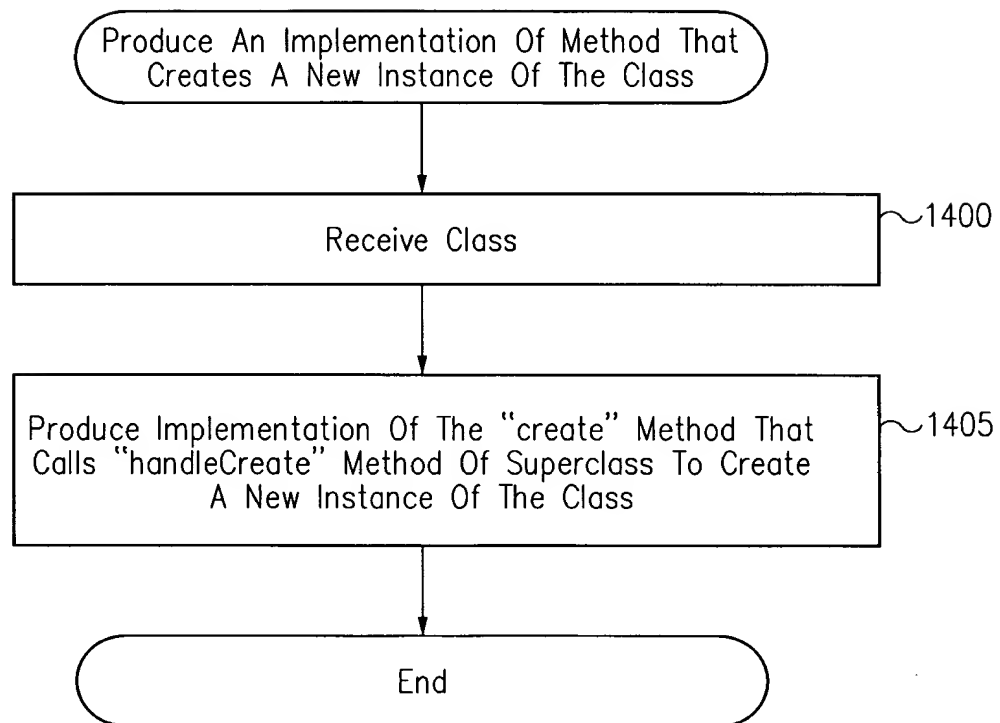 Produce An Implementation Of Method That
Creates A New Instance Of The Class
Receive Class
1400
Produce Implementation Of The "create" Method That
Calls "handleCreate" Method Of Superclass To Create
A New Instance Of The Class
1405
End